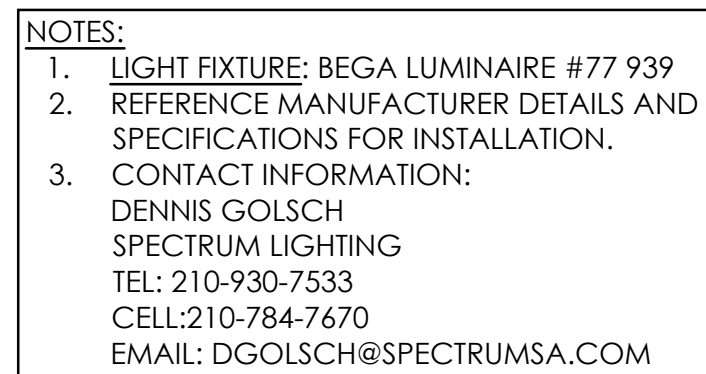 NOTES:
1. LIGHT FIXTURE: BEGA LUMINAIRE #77 939
2. REFERENCE MANUFACTURER DETAILS AND
SPECIFICATIONS FOR INSTALLATION.
3. CONTACT INFORMATION:
DENNIS GOLSCH
SPECTRUM LIGHTING
TEL: 210-930-7533
CELL:210-784-7670
EMAIL: DGOLSCH@SPECTRUMSA.COM